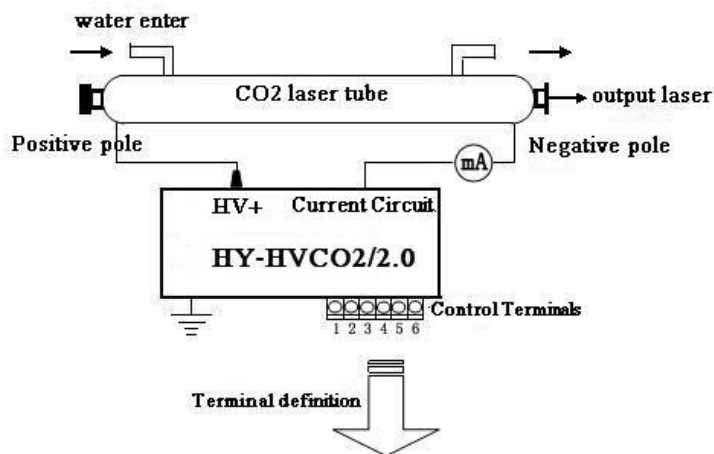 water enter
CO2 laser tube
output laser
Positive pole
Negative pole
mA
HV+
Current Circuit.
HY-HVCO2/2.0
Control Terminals
1 2 3 4 5 6
Terminal definition